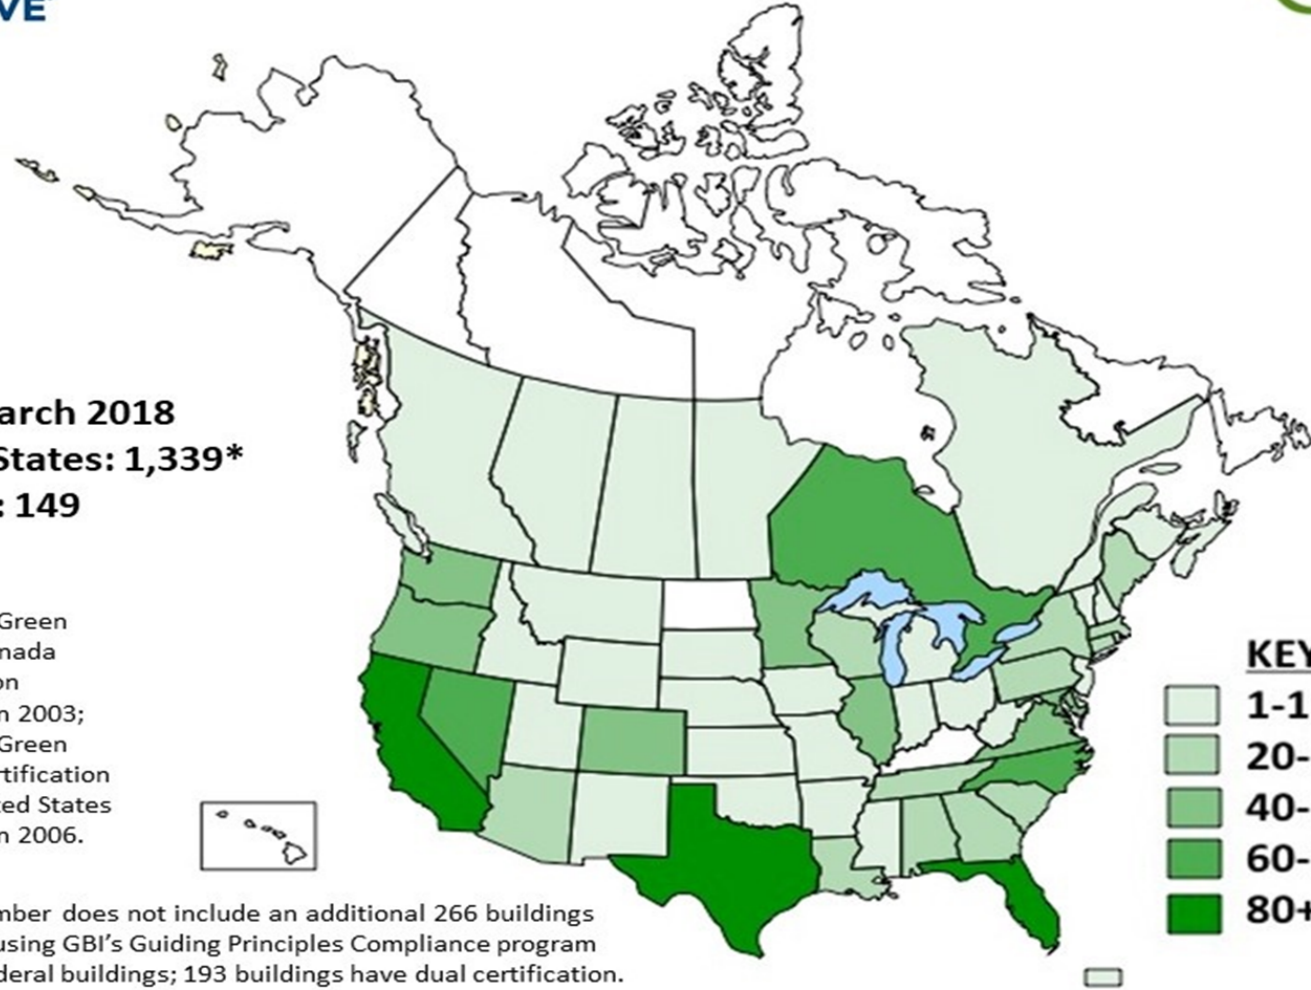 VE
arch 2018
States: 1,339*
: 149
Green
nada
on
n 2003;
Green
rtification
ted States
n 2006.
mber does not include an additional 266 buildings
using GBI's Guiding Principles Compliance program
deral buildings; 193 buildings have dual certification.
KEY
1-1
20-
40-
60-
80+